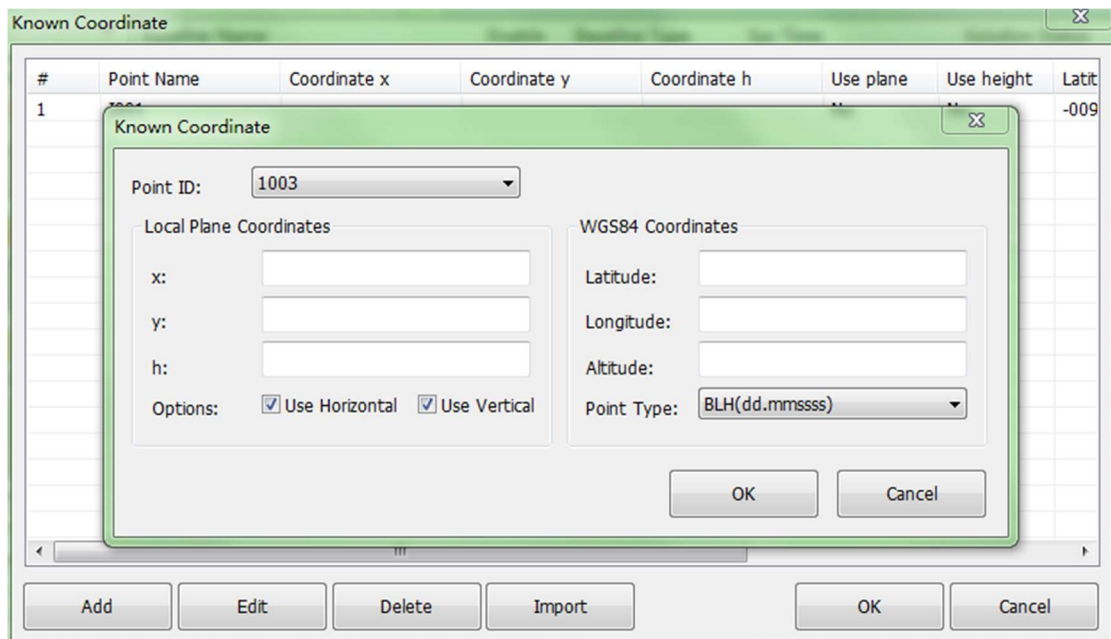 Known Coordinate
# Point Name Coordinate x Coordinate y Coordinate h Use plane Use height Latit
1 -009
Known Coordinate
Point ID: 1003
Local Plane Coordinates
x:
y:
h:
Options: Use Horizontal Use Vertical
WGS84 Coordinates
Latitude:
Longitude:
Altitude:
Point Type: BLH(dd.mmssss)
OK Cancel
Add Edit Delete Import OK Cancel